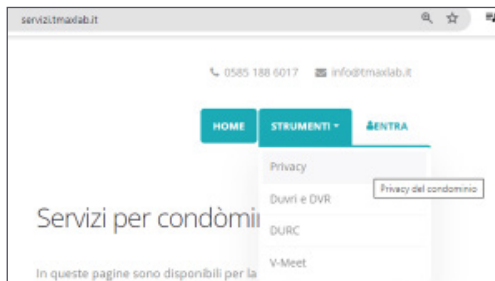 servizi.tmaxlab.it
0585 188 6017 info@tmaxlab.it
HOME STRUMENTI ENTRA
Privacy
Privacy del condominio
Duvri e DVR
Servizi per condòmi
DURC
V-Meet
In queste pagine sono disponibili per la